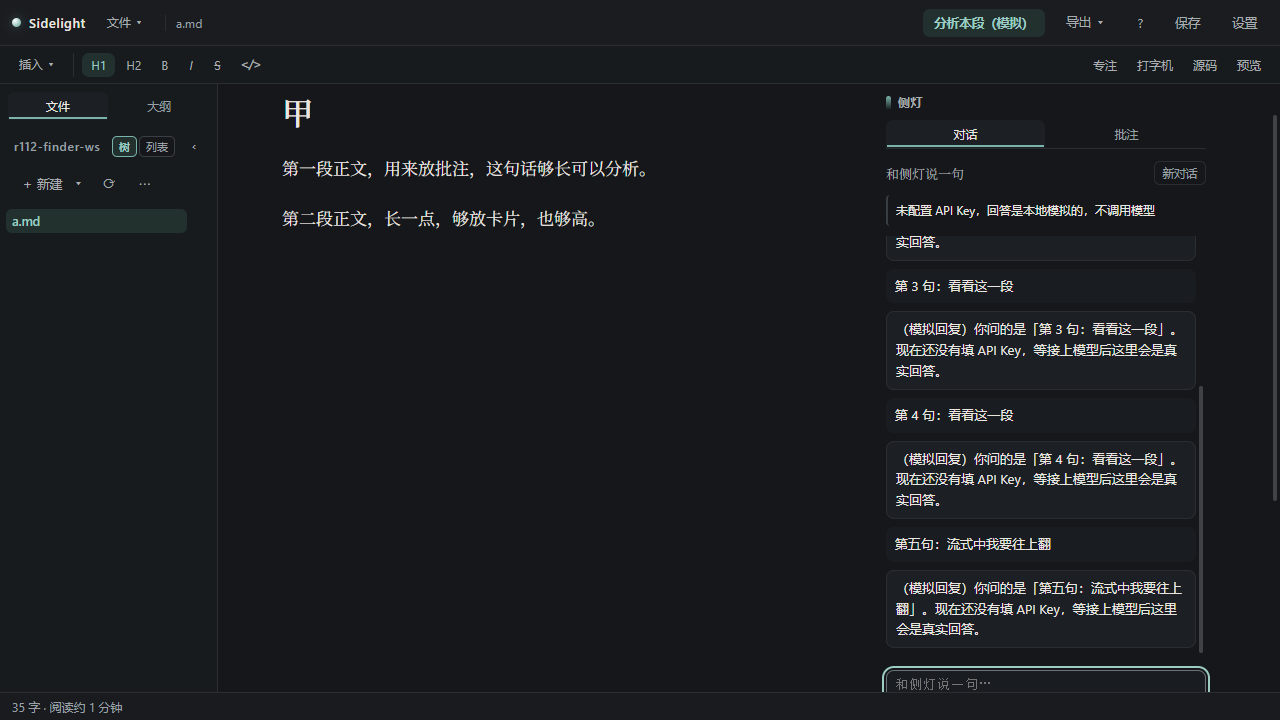 Sidelight 文件 a.md 分析本段（模拟） 导出 ? 保存 设置
插入 H1 H2 B I S </> 专注 打字机 源码 预览
文件 大纲
r112-finder-ws 树 列表
+ 新建 ...
a.md
甲
第一段正文，用来放批注，这句话够长可以分析。
第二段正文，长一点，够放卡片，也够高。
侧灯
对话 批注
和侧灯说一句 新对话
未配置 API Key，回答是本地模拟的，不调用模型
实回答。
第 3 句：看看这一段
（模拟回复）你问的是「第 3 句：看看这一段」。
现在还没有填 API Key，等接上模型后这里会是真
实回答。
第 4 句：看看这一段
（模拟回复）你问的是「第 4 句：看看这一段」。
现在还没有填 API Key，等接上模型后这里会是真
实回答。
第五句：流式中我要往上翻
（模拟回复）你问的是「第五句：流式中我要往上
翻」。现在还没有填 API Key，等接上模型后这里
会是真实回答。
和侧灯说一句…
35 字 · 阅读约 1 分钟